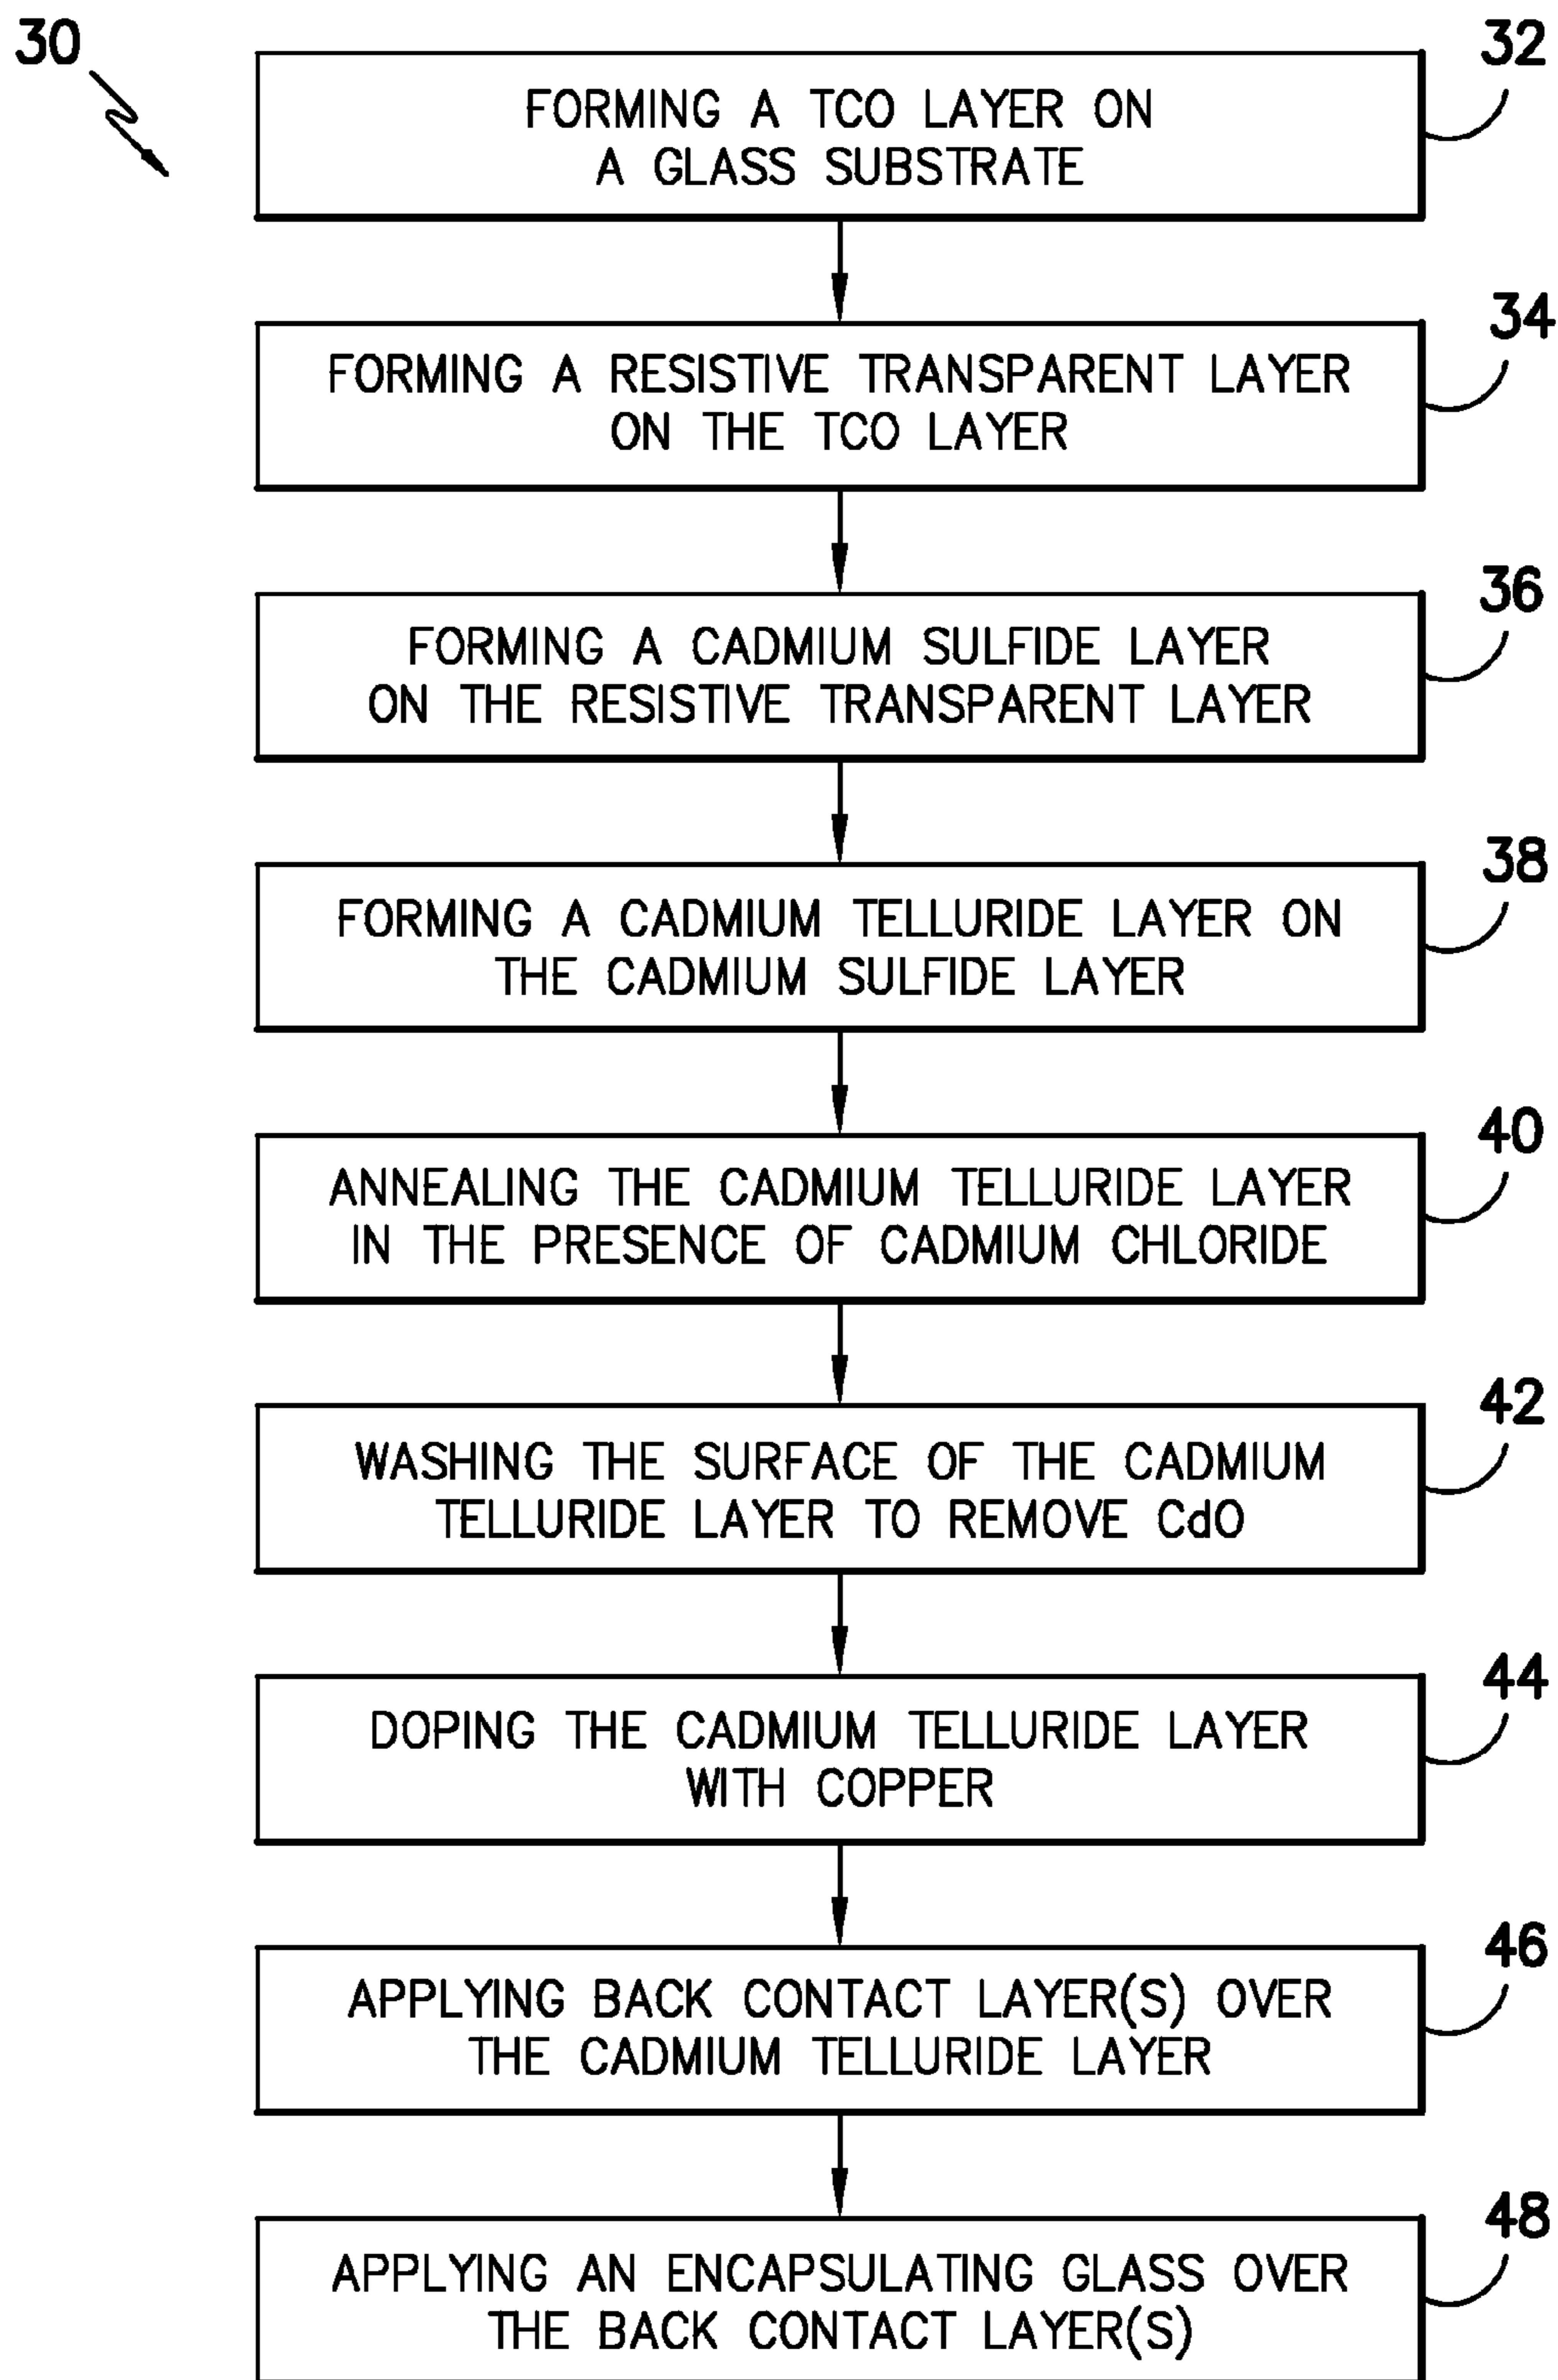 30
32
FORMING A TCO LAYER ON
A GLASS SUBSTRATE
34
FORMING A RESISTIVE TRANSPARENT LAYER
ON THE TCO LAYER
36
FORMING A CADMIUM SULFIDE LAYER
ON THE RESISTIVE TRANSPARENT LAYER
38
FORMING A CADMIUM TELLURIDE LAYER ON
THE CADMIUM SULFIDE LAYER
40
ANNEALING THE CADMIUM TELLURIDE LAYER
IN THE PRESENCE OF CADMIUM CHLORIDE
42
WASHING THE SURFACE OF THE CADMIUM
TELLURIDE LAYER TO REMOVE CdO
44
DOPING THE CADMIUM TELLURIDE LAYER
WITH COPPER
46
APPLYING BACK CONTACT LAYER(S) OVER
THE CADMIUM TELLURIDE LAYER
48
APPLYING AN ENCAPSULATING GLASS OVER
THE BACK CONTACT LAYER(S)